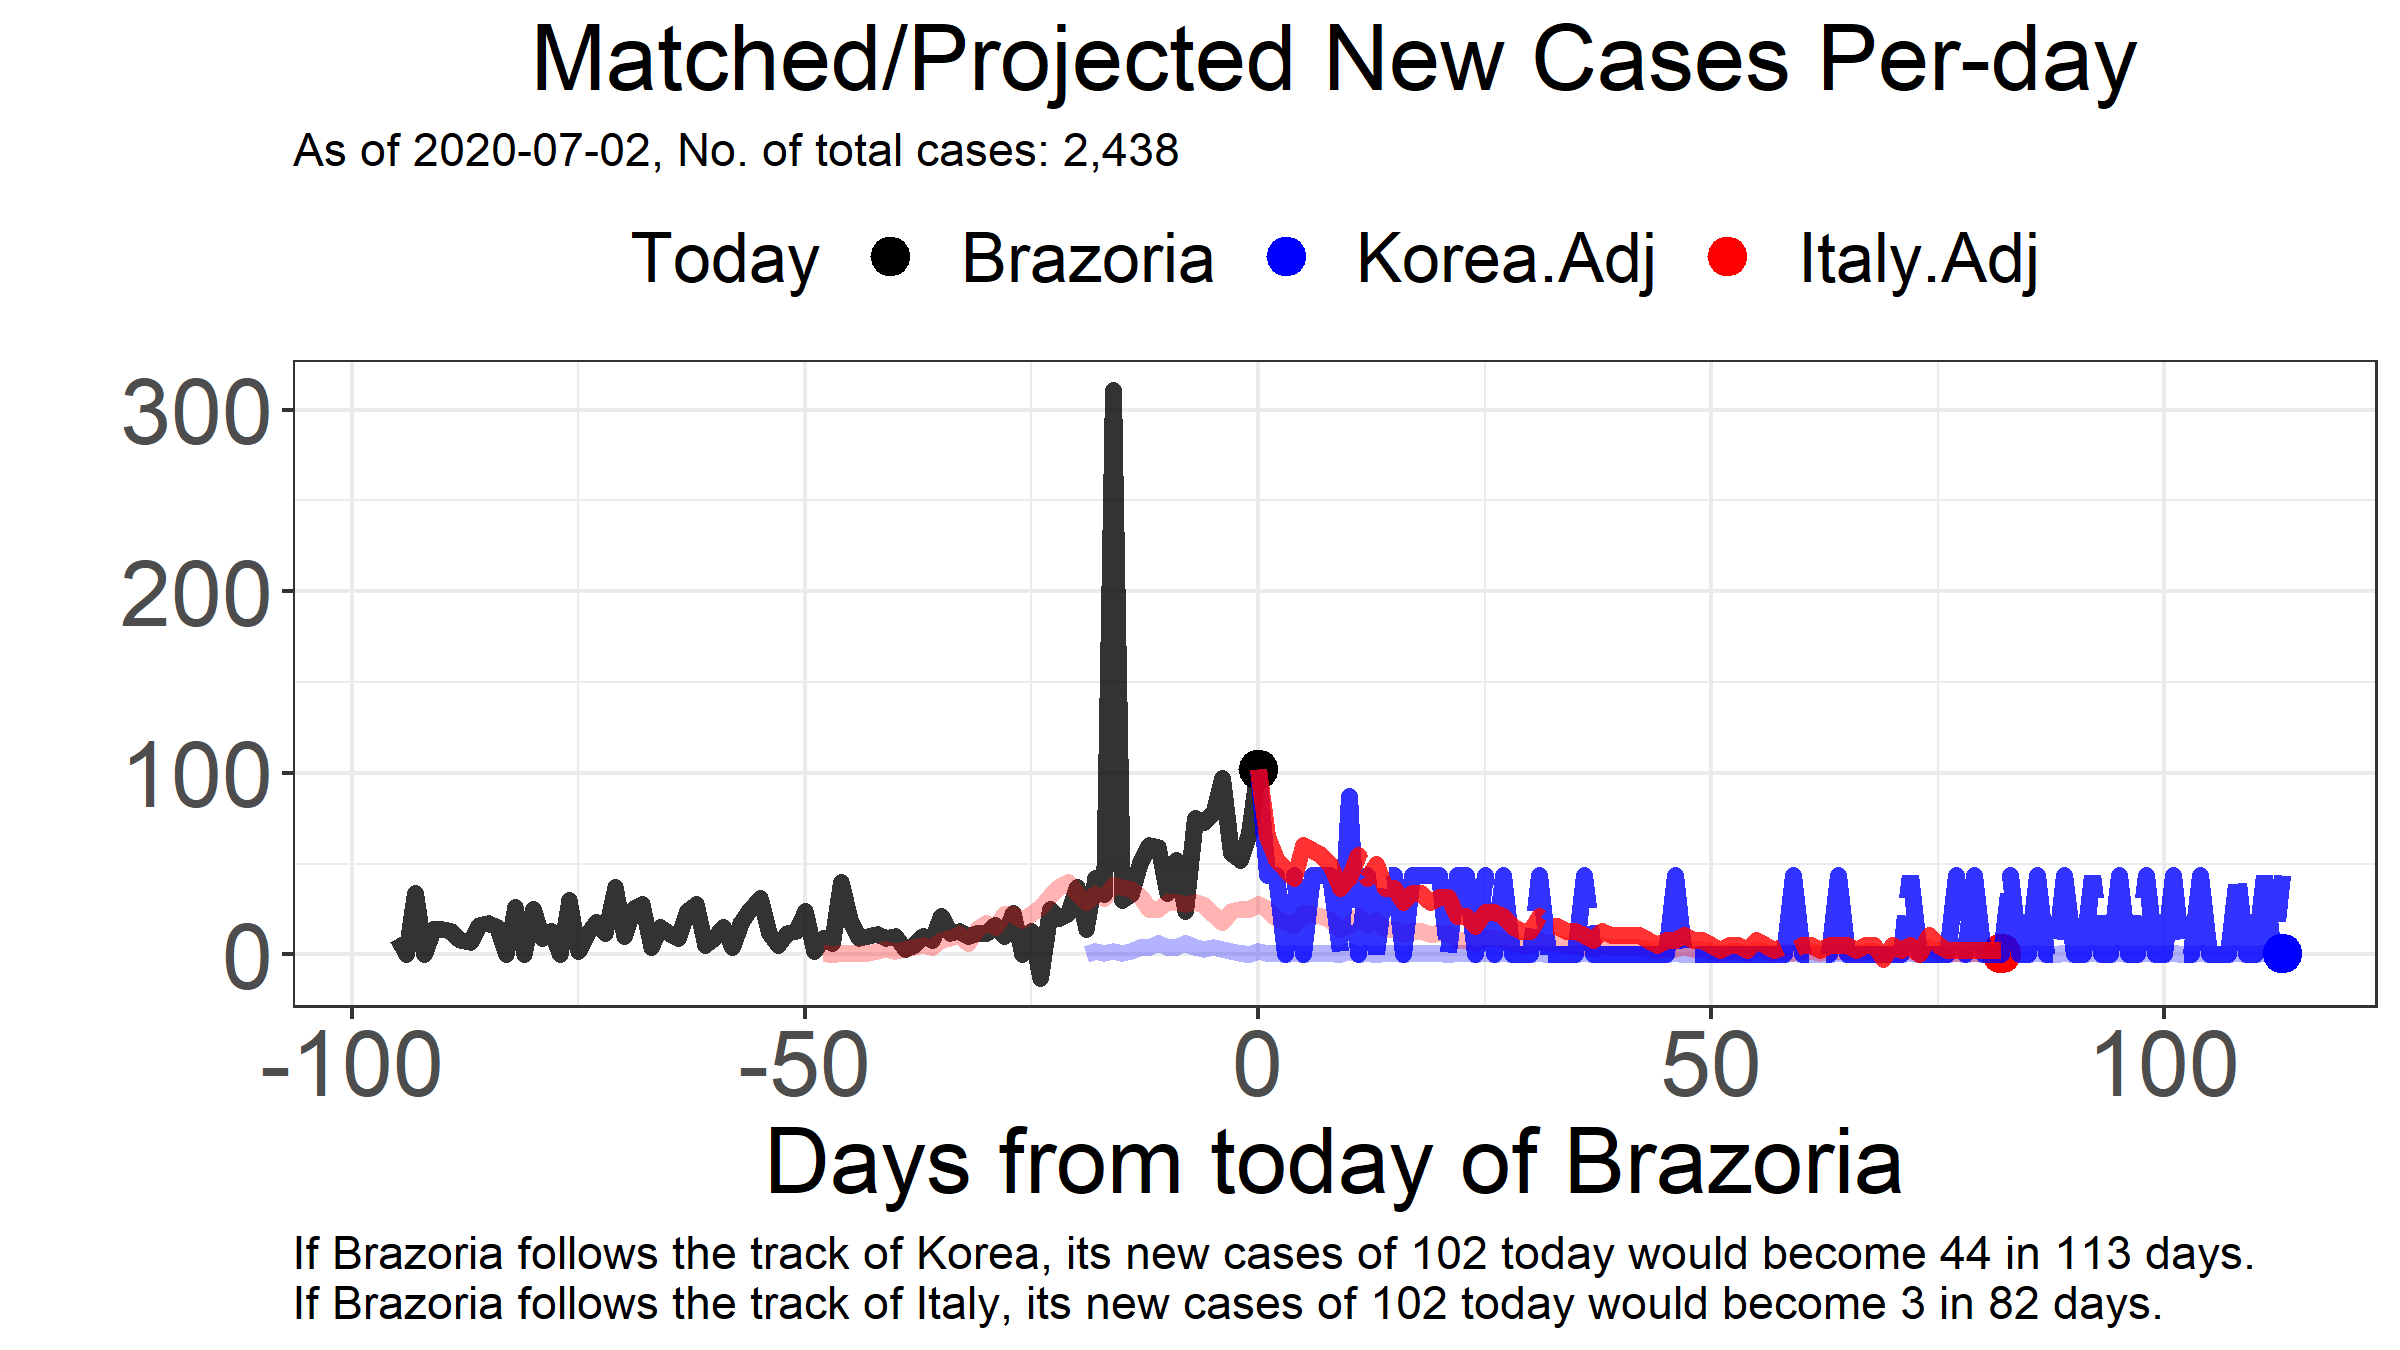 Matched/Projected New Cases Per-day
As of 2020-07-02, No. of total cases: 2,438
Today Brazoria Korea.Adj Italy.Adj
300
200
100
0
-100 -50 0 50 100
Days from today of Brazoria
If Brazoria follows the track of Korea, its new cases of 102 today would become 44 in 113 days.
If Brazoria follows the track of Italy, its new cases of 102 today would become 3 in 82 days.